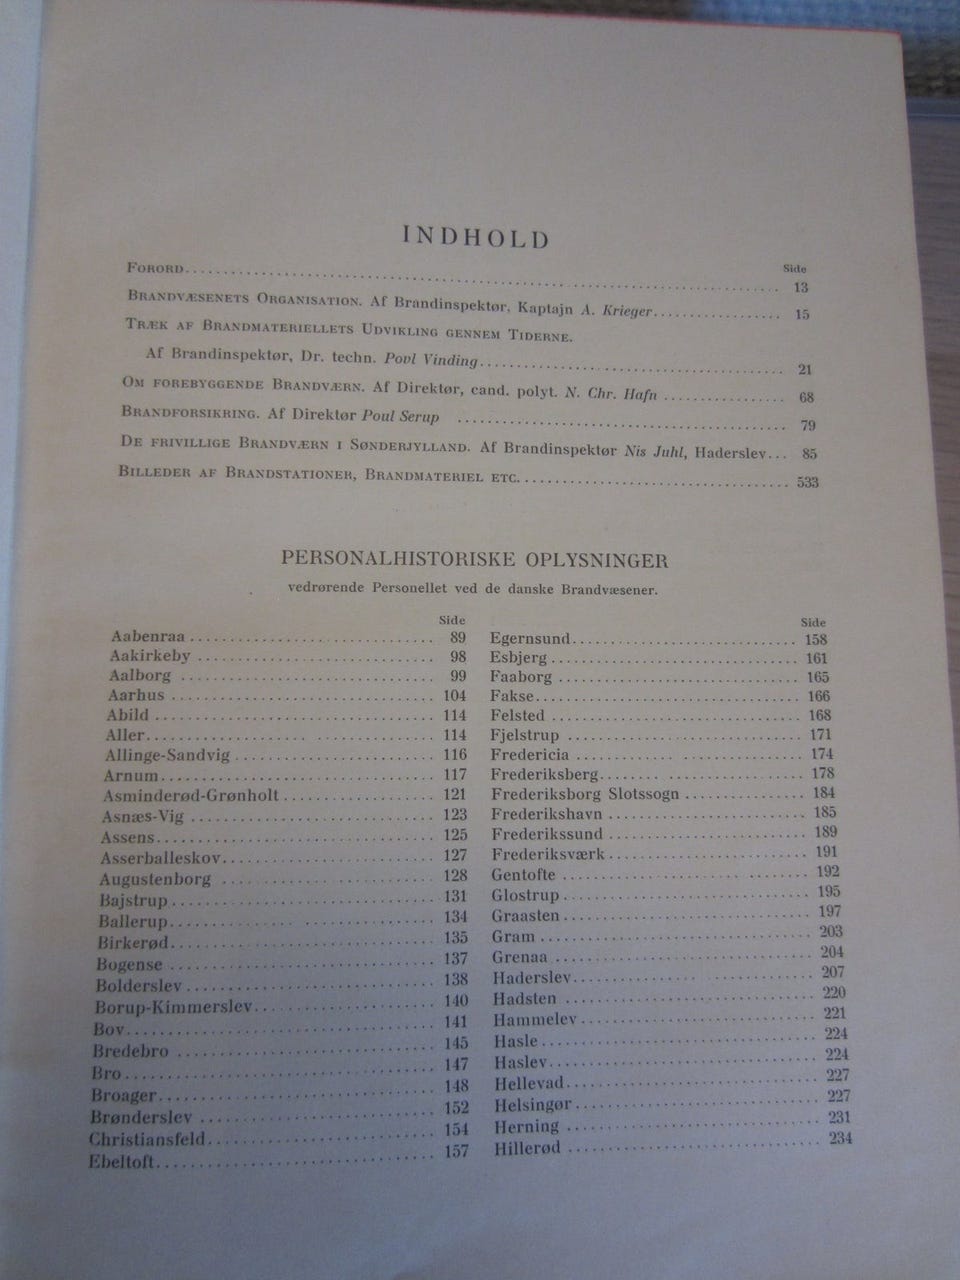 INDHOLD
Side
Forord 13
Brandvæsenets Organisation. Af Brandinspektør, Kaptajn A. Krieger 15
Træk af Brandmateriellets Udvikling gennem Tiderne.
Af Brandinspektør, Dr. techn. Povl Vinding 21
Om forebyggende Brandværn. Af Direktør, cand. polyt. N. Chr. Hafn 68
Brandforsikring. Af Direktør Poul Serup 79
De frivillige Brandværn i Sønderjylland. Af Brandinspektør Nis Juhl, Haderslev... 85
Billeder af Brandstationer, Brandmateriel etc. 533
PERSONALHISTORISKE OPLYSNINGER
vedrørende Personellet ved de danske Brandvæsener.
Side
Aabenraa 89
Aakirkeby 98
Aalborg 99
Aarhus 104
Abild 114
Aller 114
Allinge-Sandvig 116
Arnum 117
Asminderød-Grønholt 121
Asnæs-Vig 123
Assens 125
Asserballeskov 127
Augustenborg 128
Bajstrup 131
Ballerup 134
Birkerød 135
Bogense 137
Bolderslev 138
Borup-Kimmerslev 140
Bov 141
Bredebro 145
Bro 147
Broager 148
Brønderslev 152
Christiansfeld 154
Ebeltoft 157
Side
Egernsund 158
Esbjerg 161
Faaborg 165
Fakse 166
Felsted 168
Fjelstrup 171
Fredericia 174
Frederiksberg 178
Frederiksborg Slotssogn 184
Frederikshavn 185
Frederikssund 189
Frederiksværk 191
Gentofte 192
Glostrup 195
Graasten 197
Gram 203
Grenaa 204
Haderslev 207
Hadsten 220
Hammelev 221
Hasle 224
Haslev 224
Hellevad 227
Helsingør 227
Herning 231
Hillerød 234